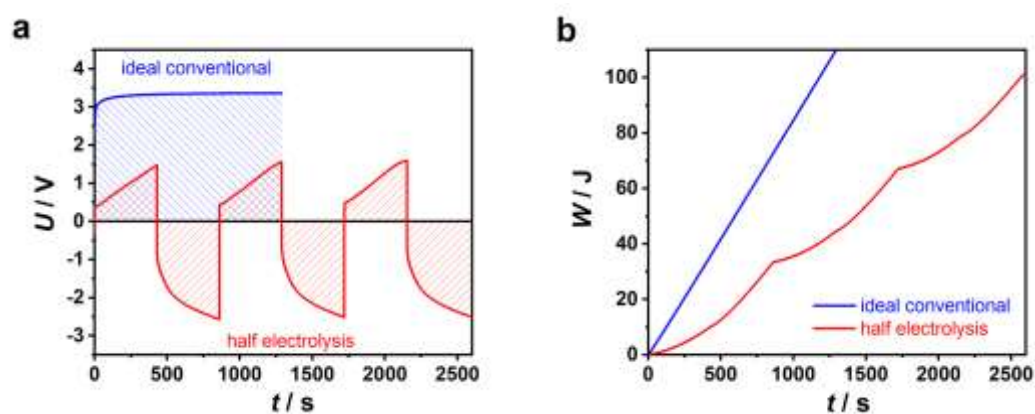 a
ideal conventional
U / V
4
3
2
1
0
-1
-2
-3
half electrolysis
0 500 1000 1500 2000 2500
t / s
b
W / J
100
80
60
40
20
0
ideal conventional
half electrolysis
0 500 1000 1500 2000 2500
t / s